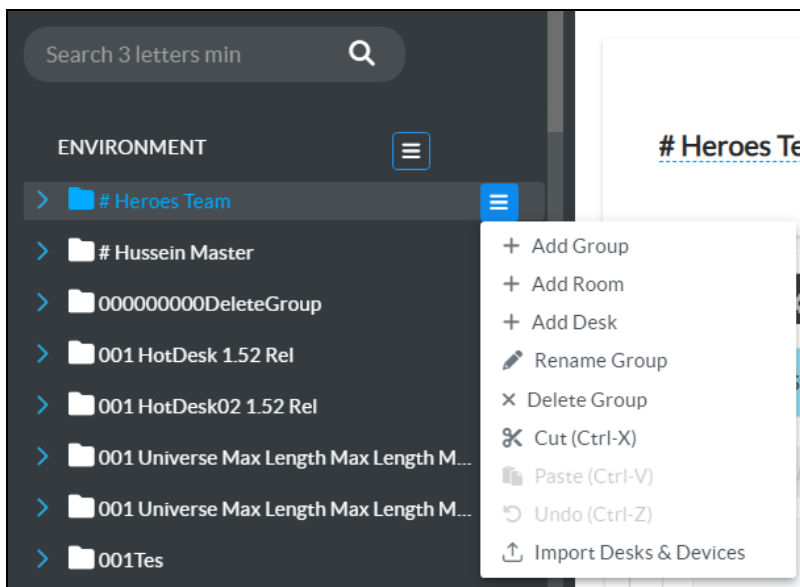 Search 3 letters min
ENVIRONMENT
# Heroes Te
# Heroes Team
# Hussein Master
000000000DeleteGroup
001 HotDesk 1.52 Rel
001 HotDesk02 1.52 Rel
001 Universe Max Length Max Length M...
001 Universe Max Length Max Length M...
001Tes
Add Group
Add Room
Add Desk
Rename Group
Delete Group
Cut (Ctrl-X)
Paste (Ctrl-V)
Undo (Ctrl-Z)
Import Desks & Devices